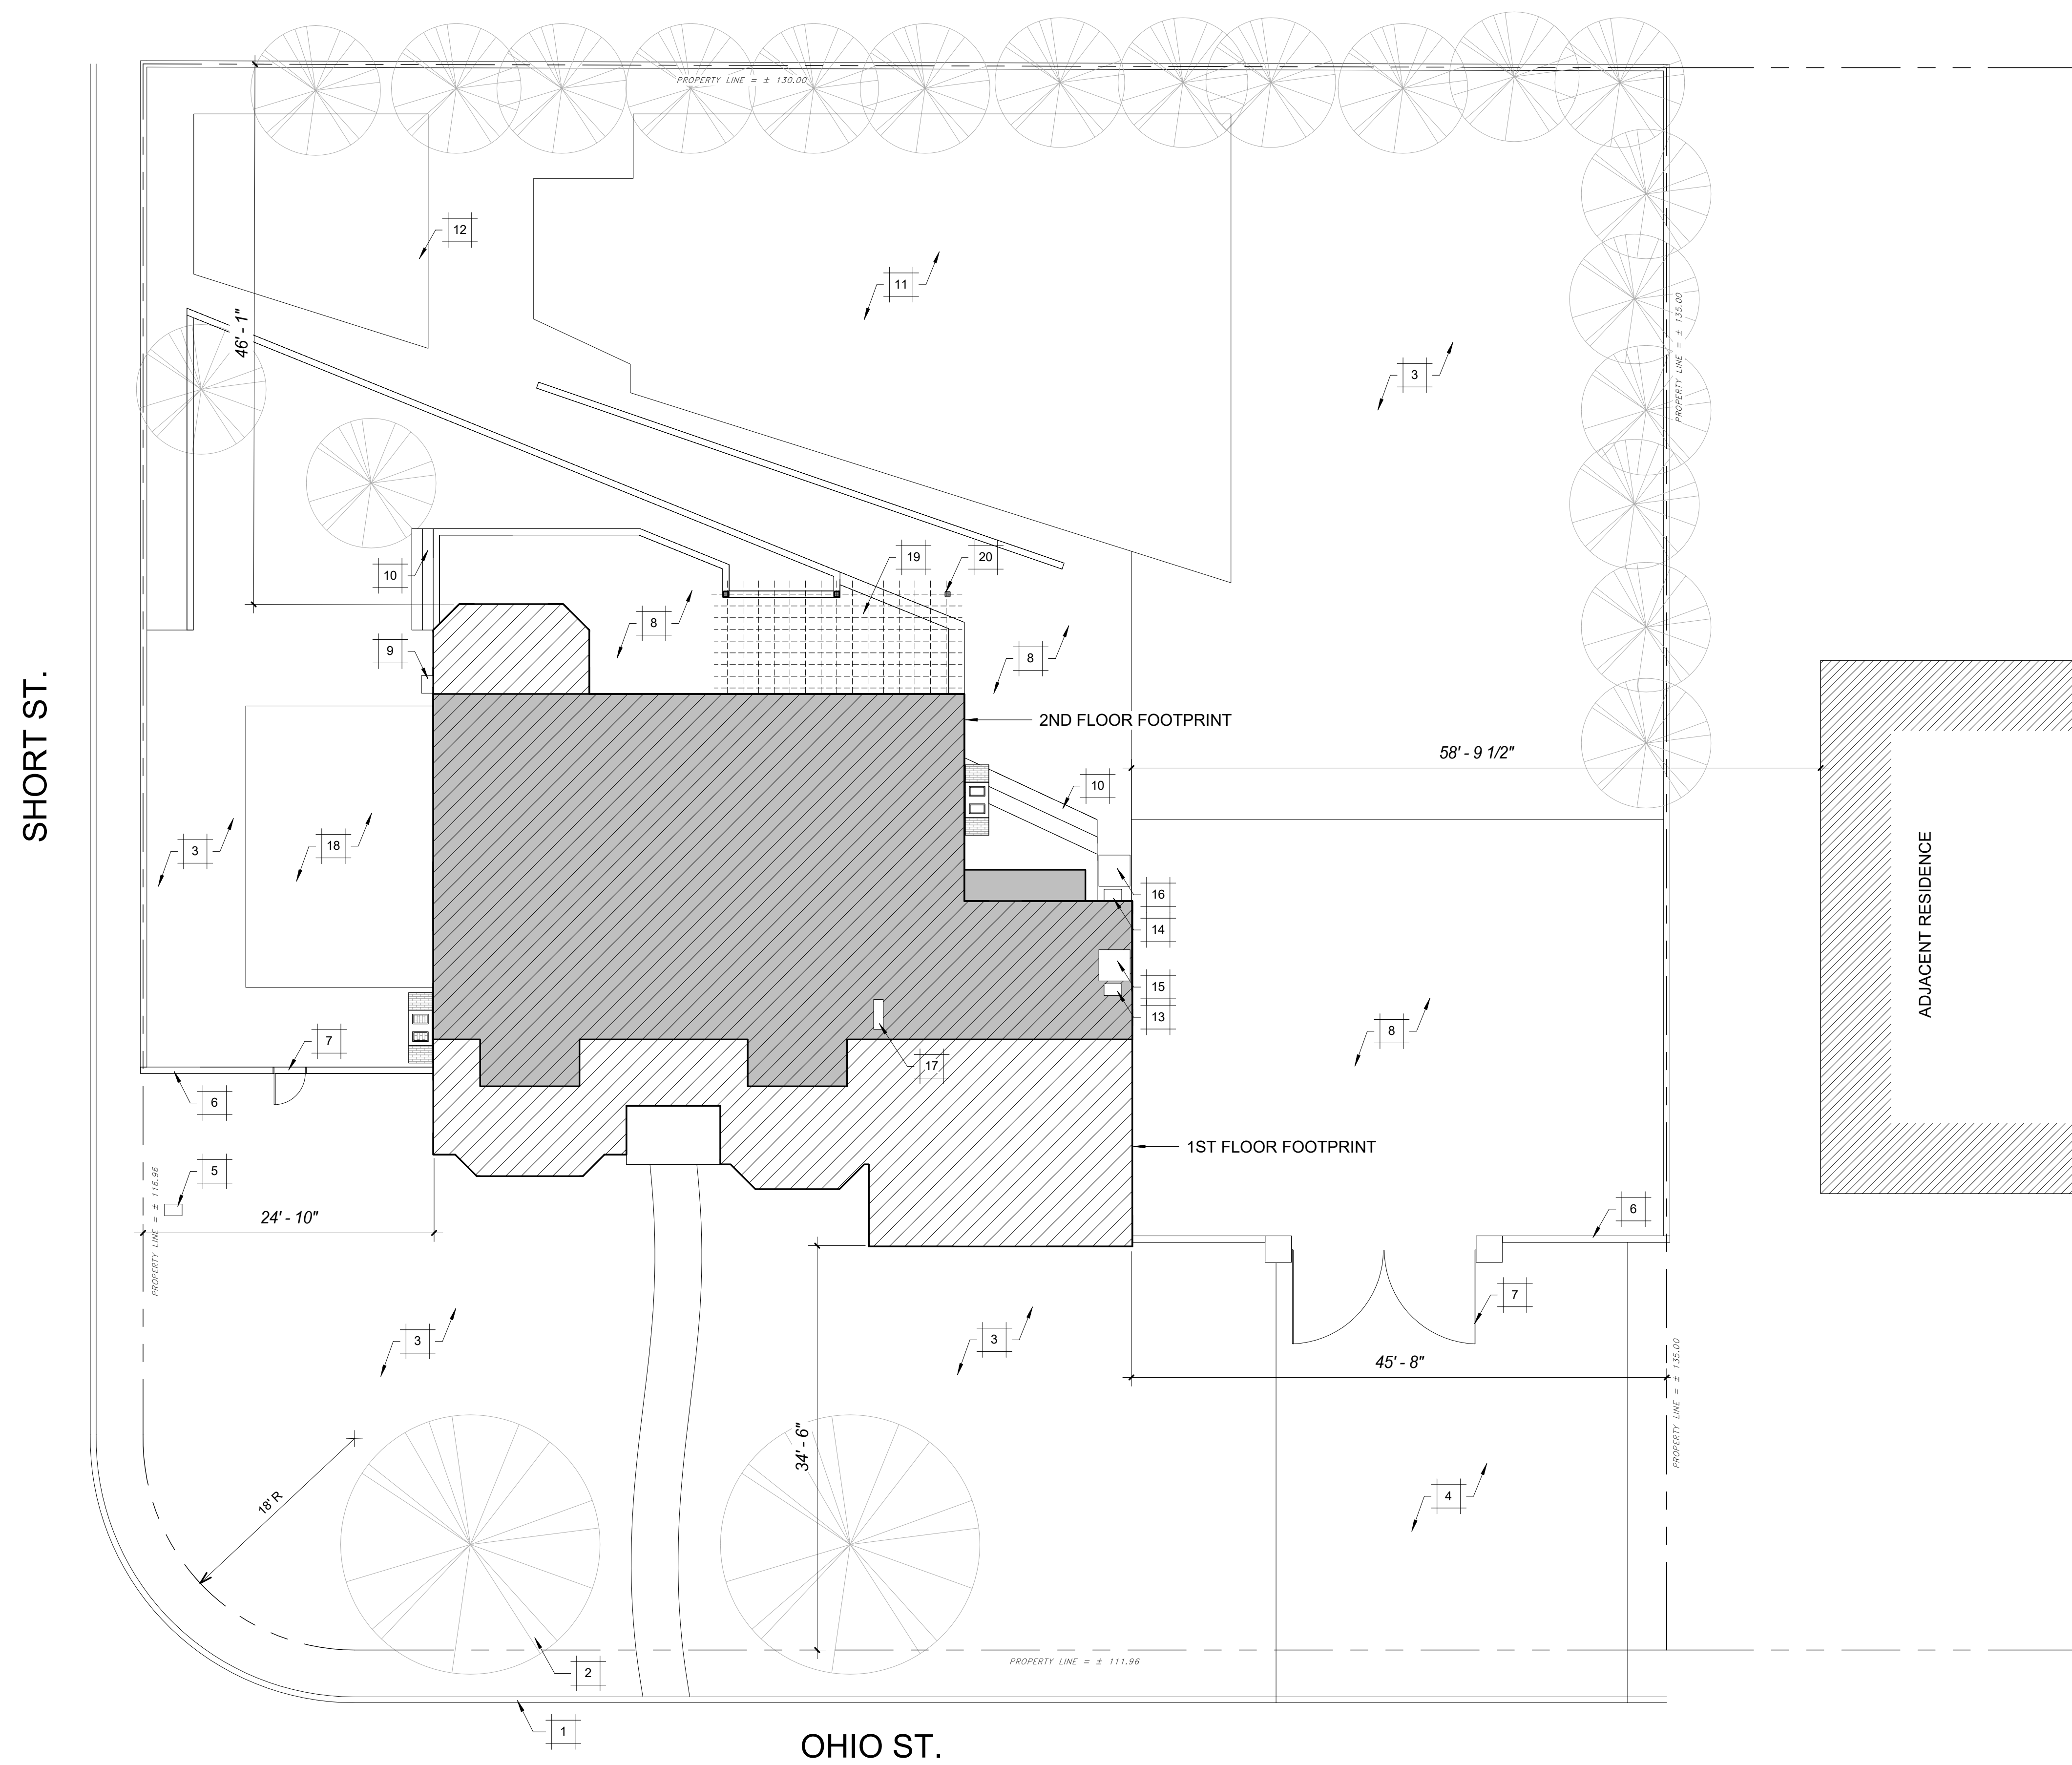 PROPERTY LINE = ± 130.00
12
11
46' - 1"
PROPERTY LINE = ± 135.00
3
19
20
10
8
9
8
SHORT ST.
2ND FLOOR FOOTPRINT
58' - 9 1/2"
10
3
18
16
14
ADJACENT RESIDENCE
15
13
8
7
17
6
1ST FLOOR FOOTPRINT
5
PROPERTY LINE = ± 116.96
24' - 10"
6
7
3
3
45' - 8"
PROPERTY LINE = ± 135.00
34' - 6"
18' R
4
PROPERTY LINE = ± 111.96
2
1
OHIO ST.